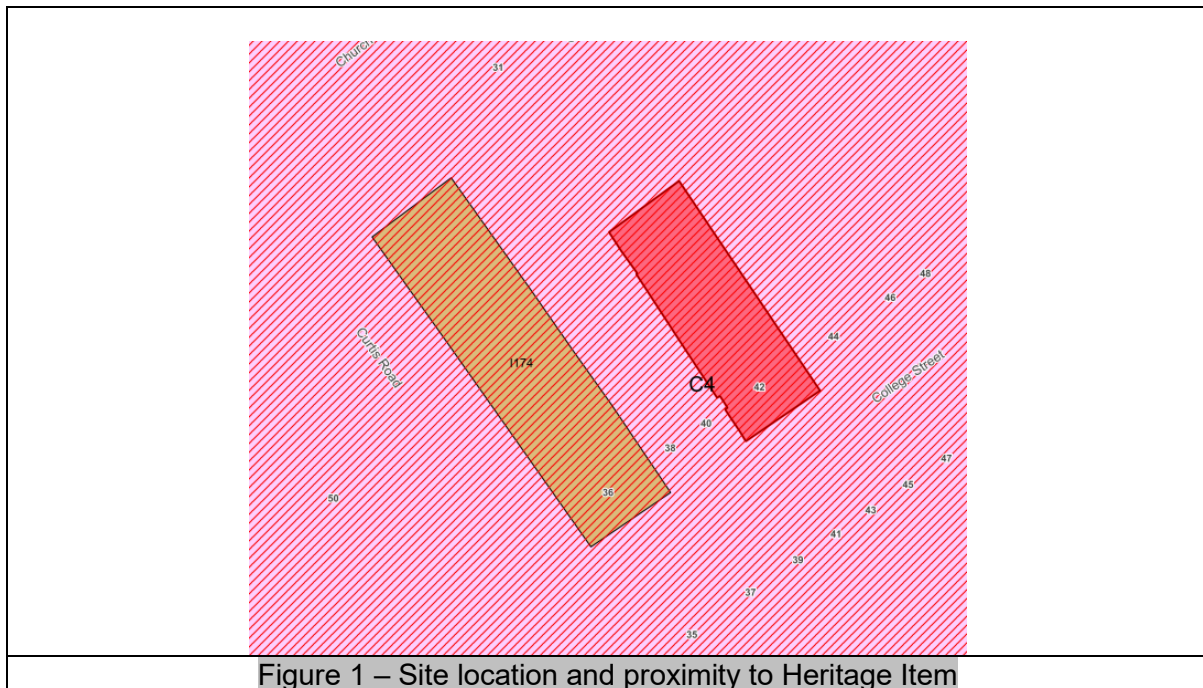 Church
31
48
46
44
College Street
I174
Curtis Road
C4
42
40
38
47
36
50
45
43
41
39
37
35
Figure 1 – Site location and proximity to Heritage Item